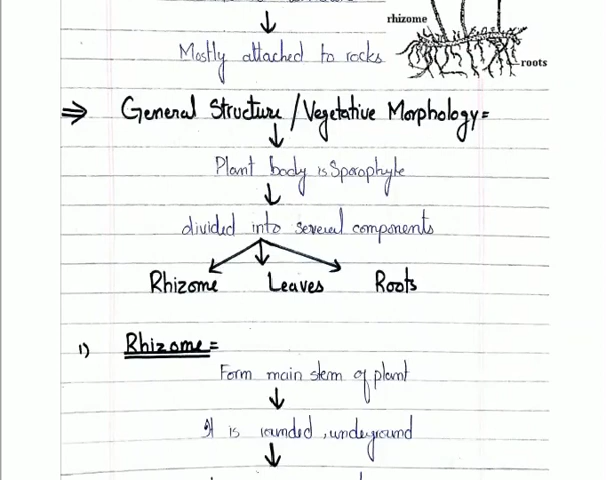 rhizome
Mostly attached to rocks
roots
⇒ General Structure / Vegetative Morphology =
↓
Plant body is Sporophyte
↓
divided into several components
Rhizome Leaves Roots
1) Rhizome =
Form main stem of plant
↓
It is rounded, underground
↓